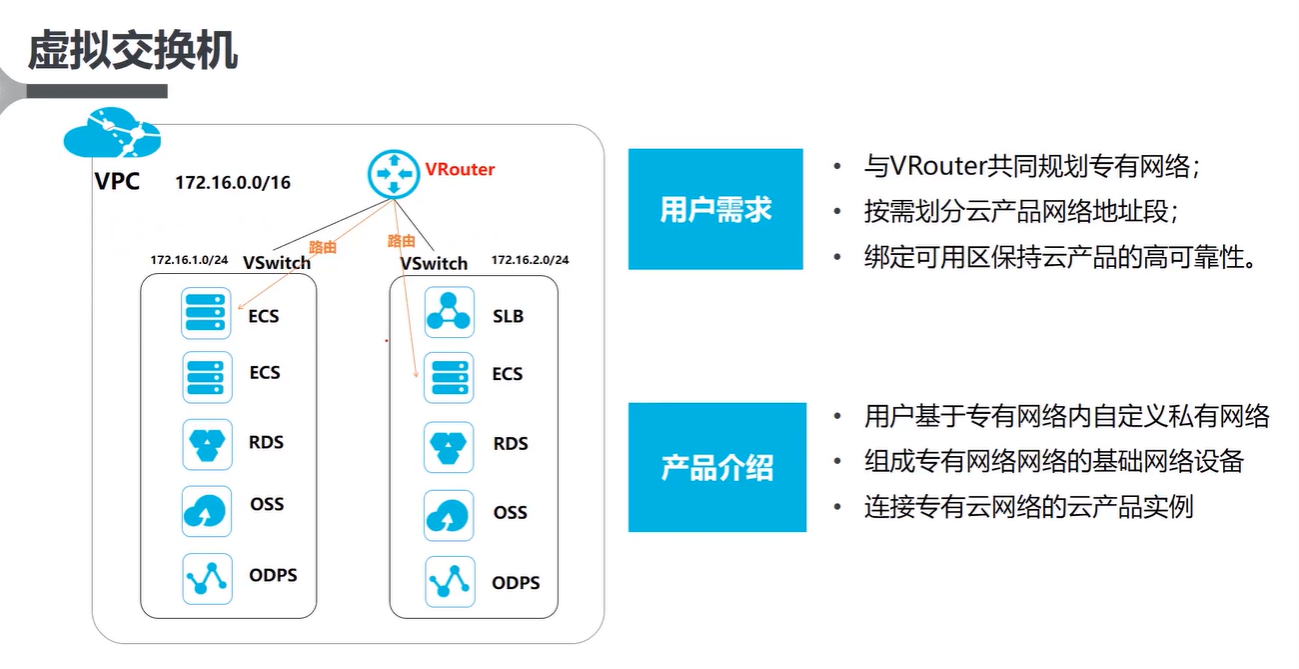 虚拟交换机
VPC
172.16.0.0/16
VRouter
路由
路由
172.16.1.0/24
VSwitch
VSwitch
172.16.2.0/24
ECS
ECS
RDS
OSS
ODPS
SLB
ECS
RDS
OSS
ODPS
用户需求
• 与VRouter共同规划专有网络;
• 按需划分云产品网络地址段;
• 绑定可用区保持云产品的高可靠性。
产品介绍
• 用户基于专有网络内自定义私有网络
• 组成专有网络网络的基础网络设备
• 连接专有云网络的云产品实例